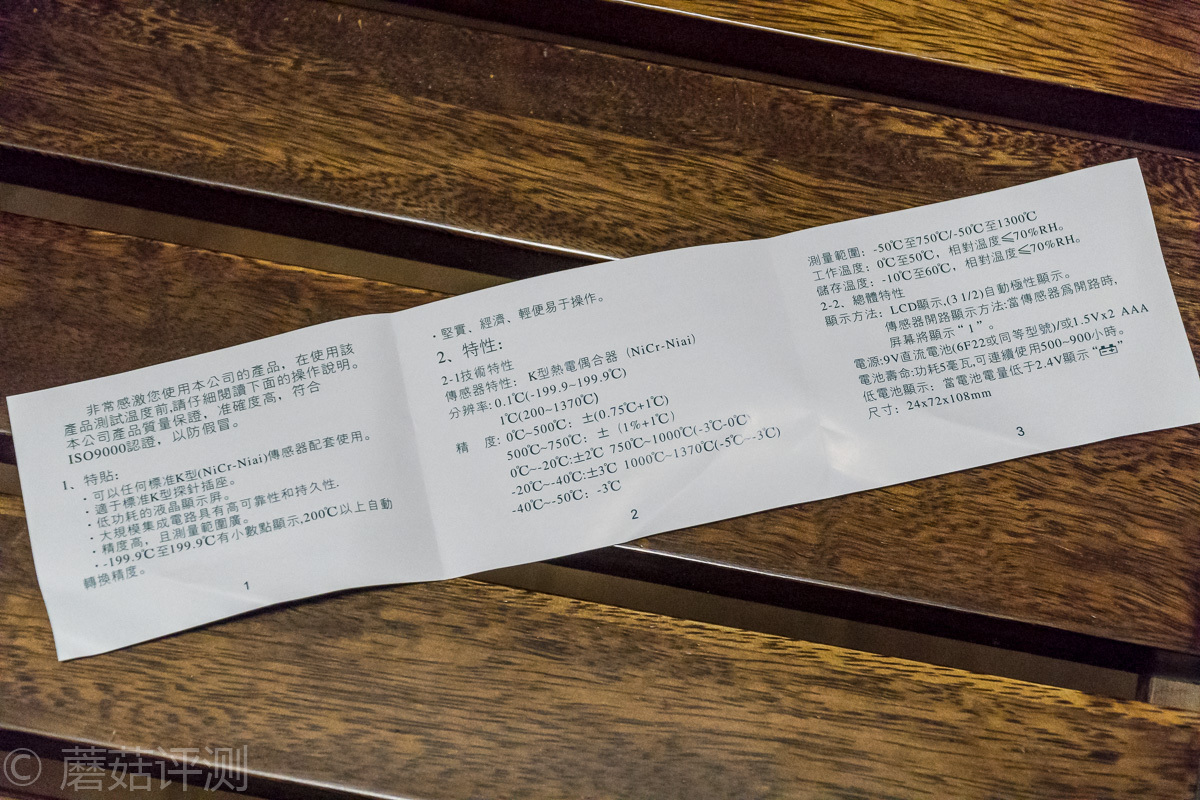 非常感激您使用本公司的產品，在使用該
產品測試溫度前,請仔細閱讀下面的操作說明。
本公司產品質量保證，准確度高，符合
ISO9000認證，以防假冒。
1、特貼：
·可以任何標准K型(NiCr-Niai)傳感器配套使用。
·適于標准K型探針插座。
·低功耗的液晶顯示屏。
·大規模集成電路具有高可靠性和持久性.
·精度高，且測量範圍廣。
·-199.9℃至199.9℃有小數點顯示,200℃以上自動
轉換精度。
1
·堅實、經濟、輕便易于操作。
2、特性：
2-1技術特性
傳感器特性： K型熱電偶合器（NiCr-Niai）
分辨率: 0.1℃(-199.9~199.9℃)
1℃(200~1370℃)
精 度: 0℃~500℃：±(0.75℃+1℃)
500℃~750℃：±（1%+1℃）
0℃~-20℃:±2℃ 750℃~1000℃(-3℃-0℃)
-20℃~-40℃:±3℃ 1000℃~1370℃(-5℃~-3℃)
-40℃~-50℃：-3℃
2
測量範圍：-50℃至750℃/-50℃至1300℃
工作溫度：0℃至50℃，相對溫度≤70%RH。
儲存溫度：-10℃至60℃，相對溫度≤70%RH。
2-2、總體特性
顯示方法：LCD顯示,(3 1/2)自動極性顯示。
傳感器開路顯示方法:當傳感器為開路時,
屏幕將顯示“1”。
電源:9V直流電池(6F22或同等型號)/或1.5Vx2 AAA
電池壽命:功耗5毫瓦,可連續使用500~900小時。
低電池顯示：當電池電量低于2.4V顯示“”
尺寸：24x72x108mm
3
© 蘑菇评测